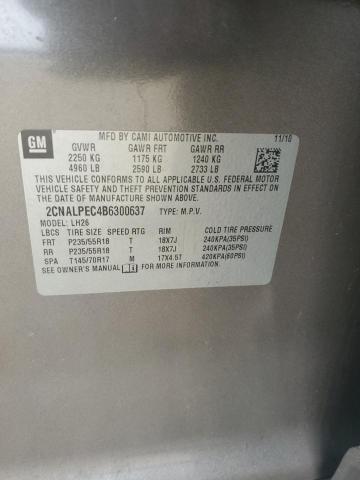 GM
MFD BY CAMI AUTOMOTIVE INC. 11/10
GVWR GAWR FRT GAWR RR
2250 KG 1175 KG 1240 KG
4960 LB 2590 LB 2733 LB
THIS VEHICLE CONFORMS TO ALL APPLICABLE U.S. FEDERAL MOTOR
VEHICLE SAFETY, BUMPER, AND THEFT PREVENTION STANDARDS IN EFFECT
ON THE DATE OF MANUFACTURE SHOWN ABOVE.
2CNALPEC4B6300637 TYPE: M.P.V.
MODEL: LH26
LBCS TIRE SIZE SPEED RTG RIM COLD TIRE PRESSURE
FRT P235/55R18 T 18X7J 240KPA(35PSI)
RR P235/55R18 T 18X7J 240KPA(35PSI)
SPA T145/70R17 M 17X4.5T 420KPA(60PSI)
SEE OWNER'S MANUAL FOR ADDITIONAL INFORMATION.